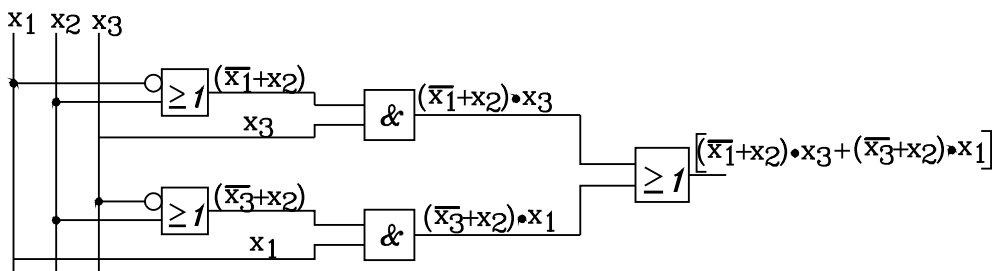 x1 x2 x3
(x̅1+x2)
≥1
x3
&
(x̅1+x2)•x3
(x̅3+x2)
≥1
x1
&
(x̅3+x2)•x1
≥1
[(x̅1+x2)•x3+(x̅3+x2)•x1]